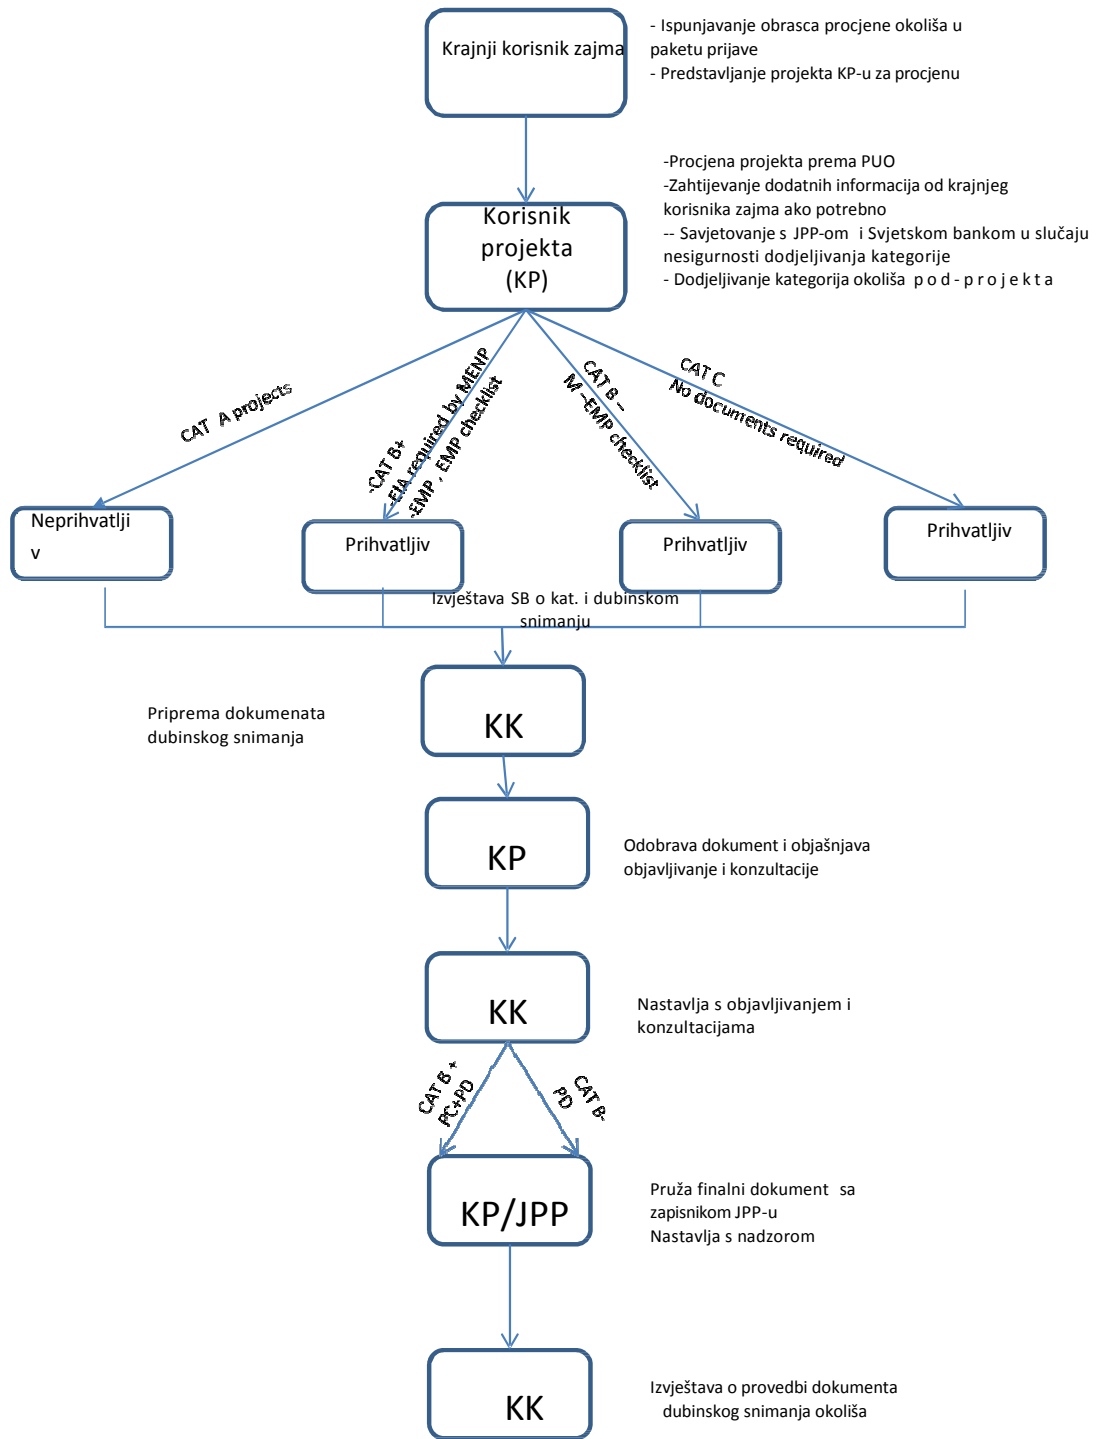 Krajnji korisnik zajma
- Ispunjavanje obrasca procjene okoliša u
paketu prijave
- Predstavljanje projekta KP-u za procjenu
Korisnik
projekta
(KP)
-Procjena projekta prema PUO
-Zahtijevanje dodatnih informacija od krajnjeg
korisnika zajma ako potrebno
-- Savjetovanje s JPP-om i Svjetskom bankom u slučaju
nesigurnosti dodjeljivanja kategorije
- Dodjeljivanje kategorija okoliša pod-projekta
CAT A projects
-CAT B+
-EIA required by MENP
-EMP , EMP checklist
CAT B –
M –EMP checklist
CAT C
No documents required
Neprihvatlji
v
Prihvatljiv
Prihvatljiv
Prihvatljiv
Izvještava SB o kat. i dubinskom
snimanju
KK
Priprema dokumenata
dubinskog snimanja
KP
Odobrava dokument i objašnjava
objavljivanje i konzultacije
KK
Nastavlja s objavljivanjem i
konzultacijama
CAT B +
PC+PD
CAT B-
PD
KP/JPP
Pruža finalni dokument sa
zapisnikom JPP-u
Nastavlja s nadzorom
KK
Izvještava o provedbi dokumenta
dubinskog snimanja okoliša